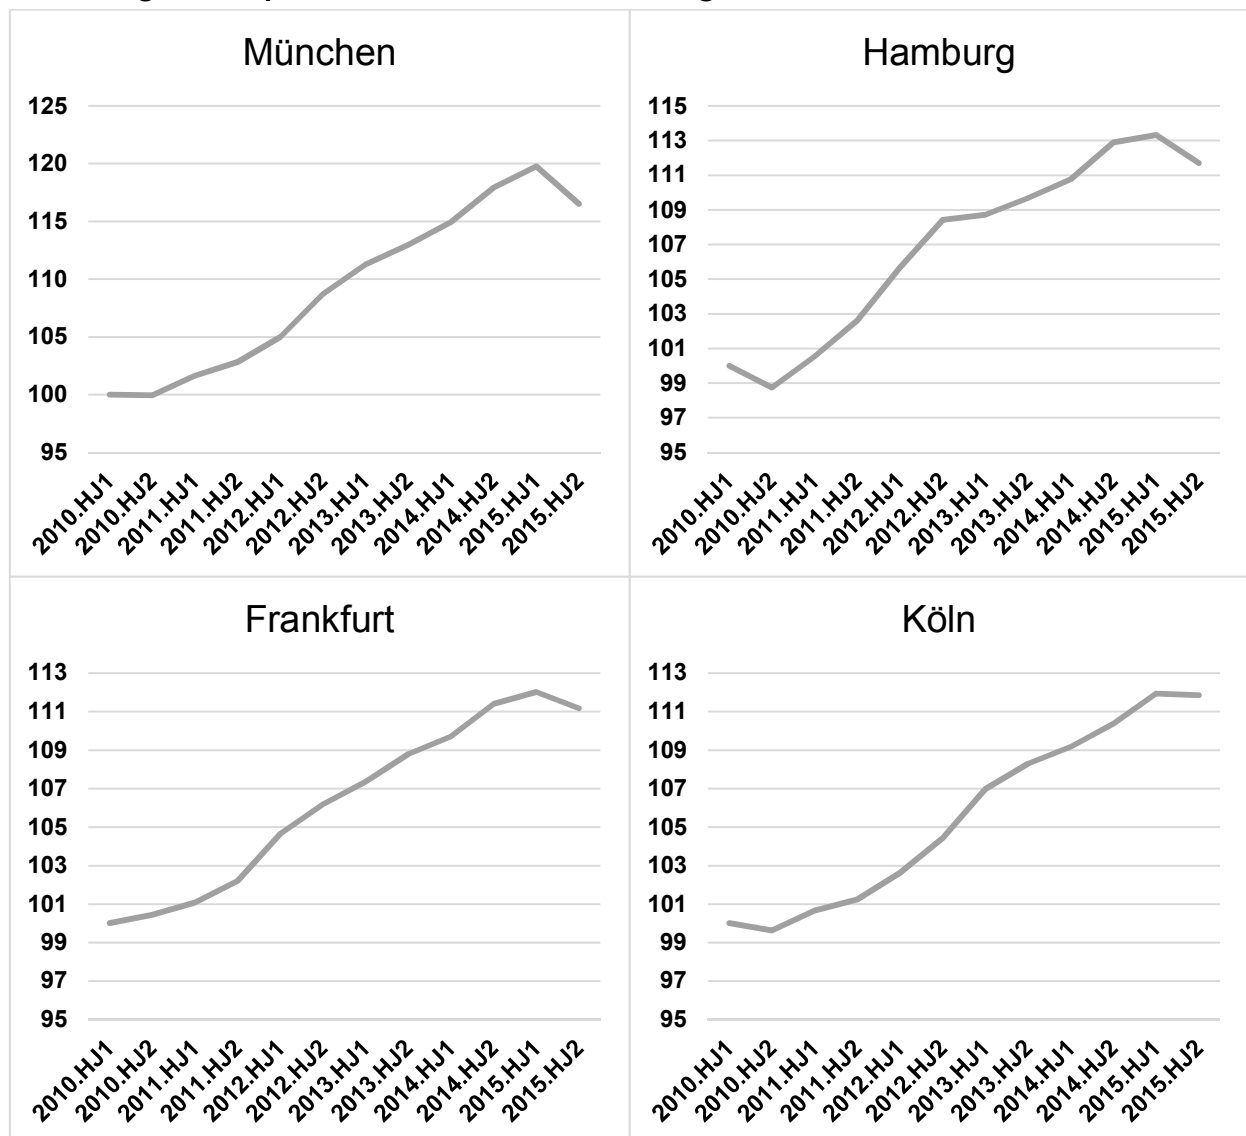 München
125
120
115
110
105
100
95
2010.HJ1
2010.HJ2
2011.HJ1
2011.HJ2
2012.HJ1
2012.HJ2
2013.HJ1
2013.HJ2
2014.HJ1
2014.HJ2
2015.HJ1
2015.HJ2
Hamburg
115
113
111
109
107
105
103
101
99
97
95
2010.HJ1
2010.HJ2
2011.HJ1
2011.HJ2
2012.HJ1
2012.HJ2
2013.HJ1
2013.HJ2
2014.HJ1
2014.HJ2
2015.HJ1
2015.HJ2
Frankfurt
113
111
109
107
105
103
101
99
97
95
2010.HJ1
2010.HJ2
2011.HJ1
2011.HJ2
2012.HJ1
2012.HJ2
2013.HJ1
2013.HJ2
2014.HJ1
2014.HJ2
2015.HJ1
2015.HJ2
Köln
113
111
109
107
105
103
101
99
97
95
2010.HJ1
2010.HJ2
2011.HJ1
2011.HJ2
2012.HJ1
2012.HJ2
2013.HJ1
2013.HJ2
2014.HJ1
2014.HJ2
2015.HJ1
2015.HJ2